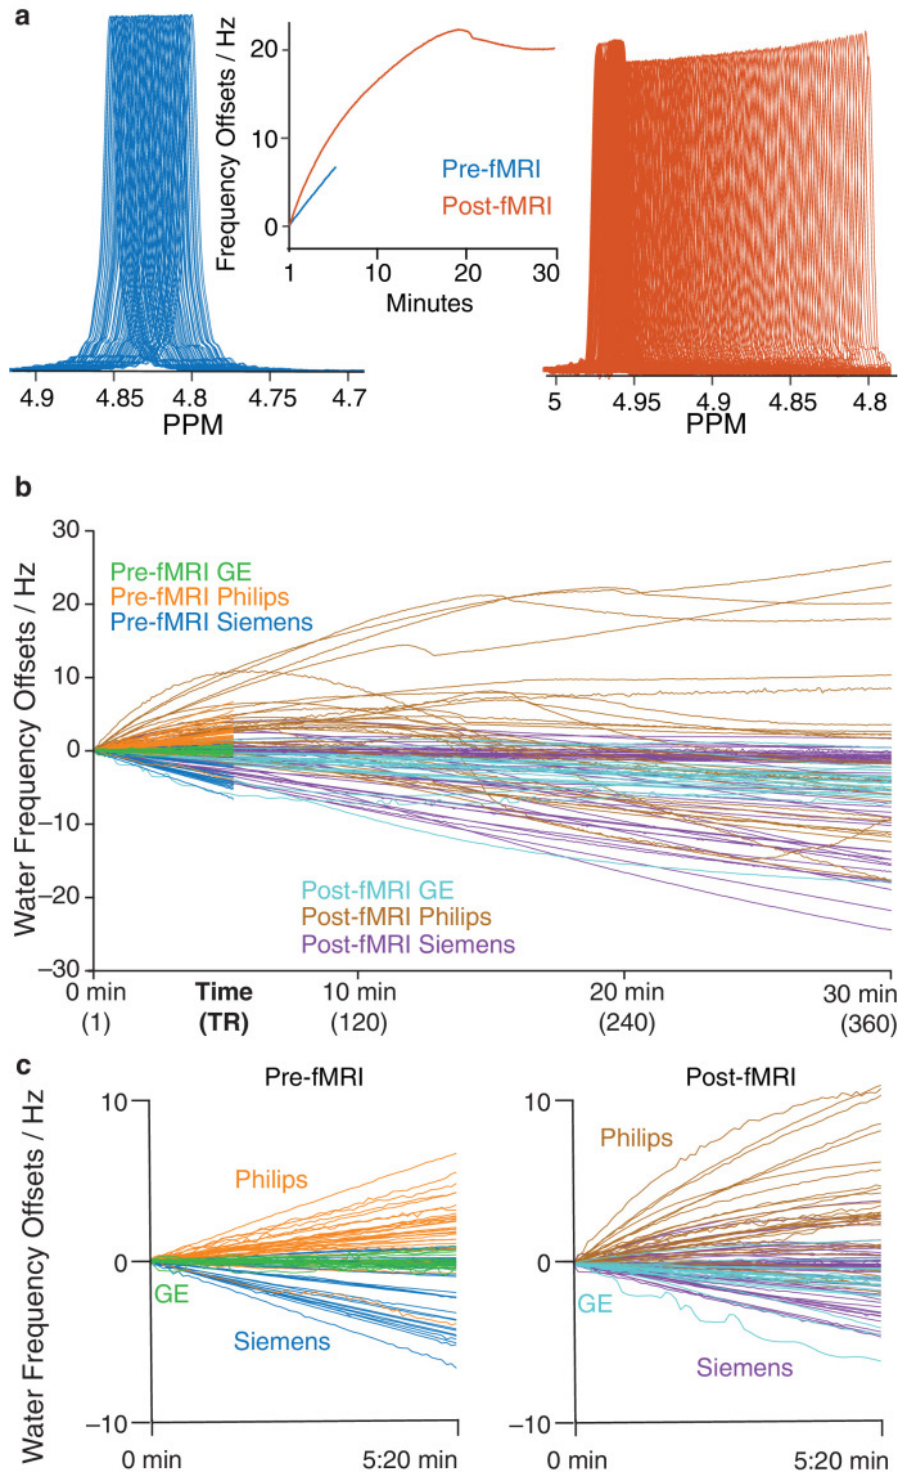 a
Frequency Offsets / Hz
20
10
0
Pre-fMRI
Post-fMRI
1 10 20 30
Minutes
4.9 4.85 4.8 4.75 4.7
PPM
5 4.95 4.9 4.85 4.8
PPM
b
Water Frequency Offsets / Hz
30
20
10
0
−10
−20
−30
Pre-fMRI GE
Pre-fMRI Philips
Pre-fMRI Siemens
Post-fMRI GE
Post-fMRI Philips
Post-fMRI Siemens
0 min Time 10 min 20 min 30 min
(1) (TR) (120) (240) (360)
c
Water Frequency Offsets / Hz
Pre-fMRI
10
0
−10
Philips
GE
Siemens
0 min 5:20 min
Post-fMRI
10
0
−10
Philips
GE
Siemens
0 min 5:20 min